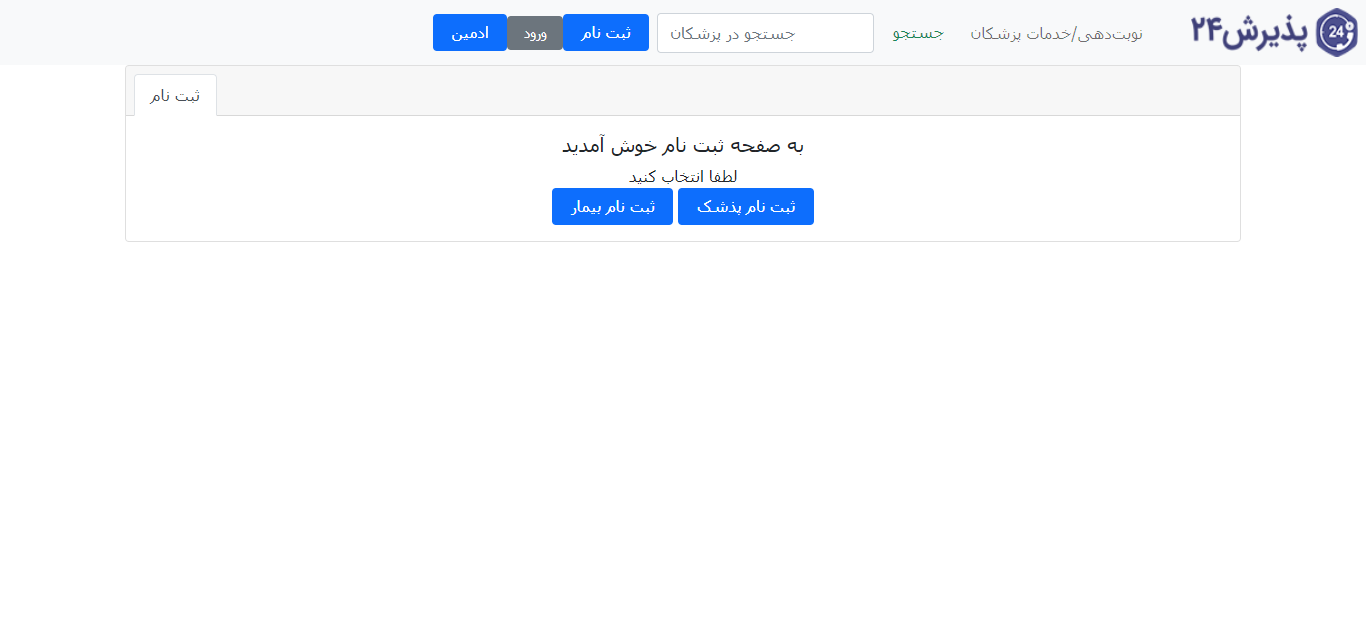 پذیرش۲۴ 24
نوبت‌دهی/خدمات پزشکان
جستجو
جستجو در پزشکان
ثبت نام
ورود
ادمین
ثبت نام
به صفحه ثبت نام خوش آمدید
لطفا انتخاب کنید
ثبت نام پذشک
ثبت نام بیمار